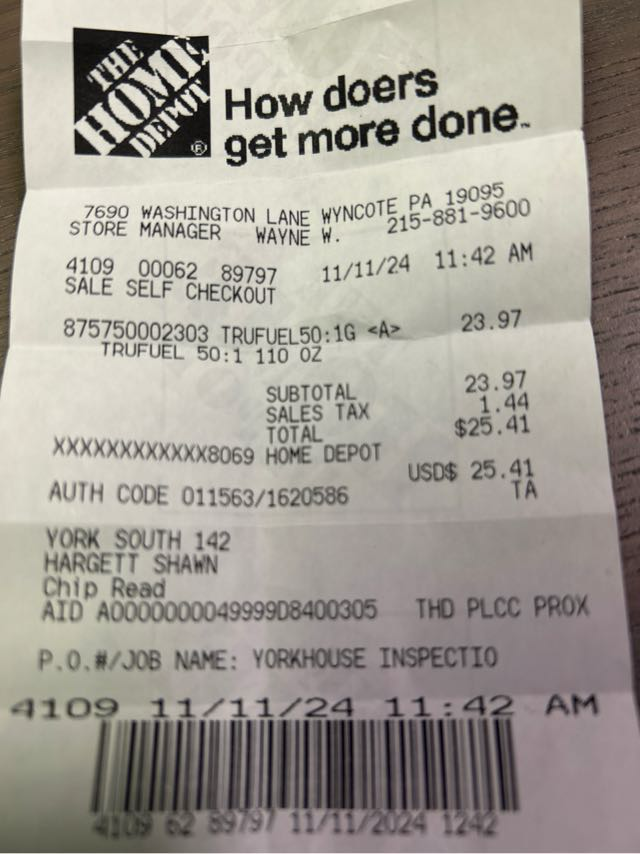 THE
HOME
DEPOT®
How doers
get more done™
7690 WASHINGTON LANE WYNCOTE PA 19095
STORE MANAGER WAYNE W. 215-881-9600
4109 00062 89797 11/11/24 11:42 AM
SALE SELF CHECKOUT
875750002303 TRUFUEL50:1G <A> 23.97
TRUFUEL 50:1 110 OZ
SUBTOTAL 23.97
SALES TAX 1.44
TOTAL $25.41
XXXXXXXXXXXX8069 HOME DEPOT
USD$ 25.41
AUTH CODE 011563/1620586 TA
YORK SOUTH 142
HARGETT SHAWN
Chip Read
AID A0000000049999D8400305 THD PLCC PROX
P.O.#/JOB NAME: YORKHOUSE INSPECTIO
4109 11/11/24 11:42 AM
4109 62 89797 11/11/2024 1242